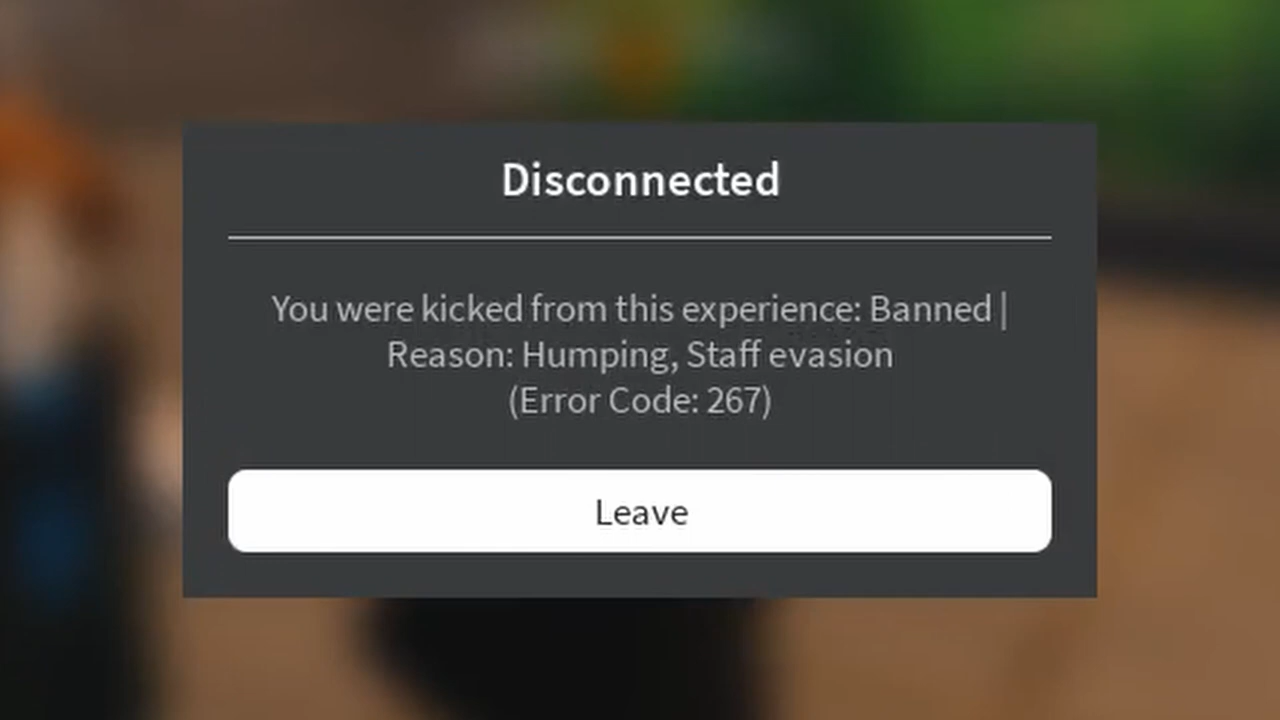 Disconnected
You were kicked from this experience: Banned |
Reason: Humping, Staff evasion
(Error Code: 267)
Leave